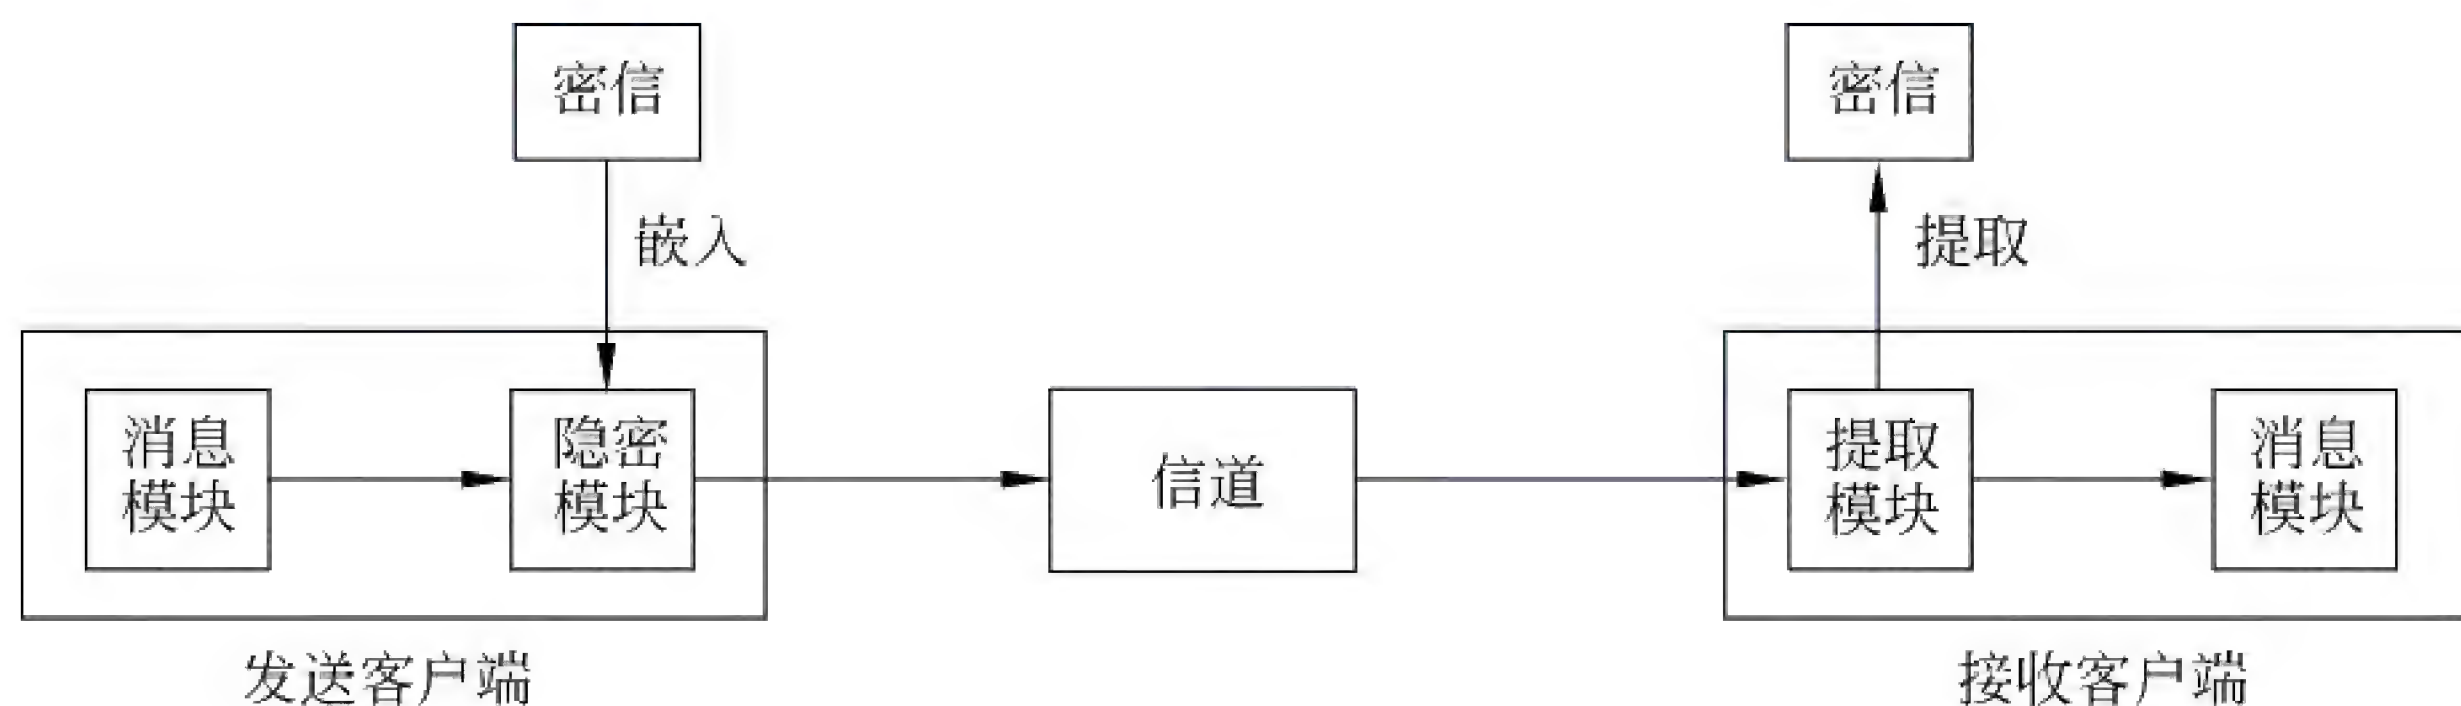 密信
密信
嵌入
提取
消息
模块
隐密
模块
信道
提取
模块
消息
模块
发送客户端
接收客户端